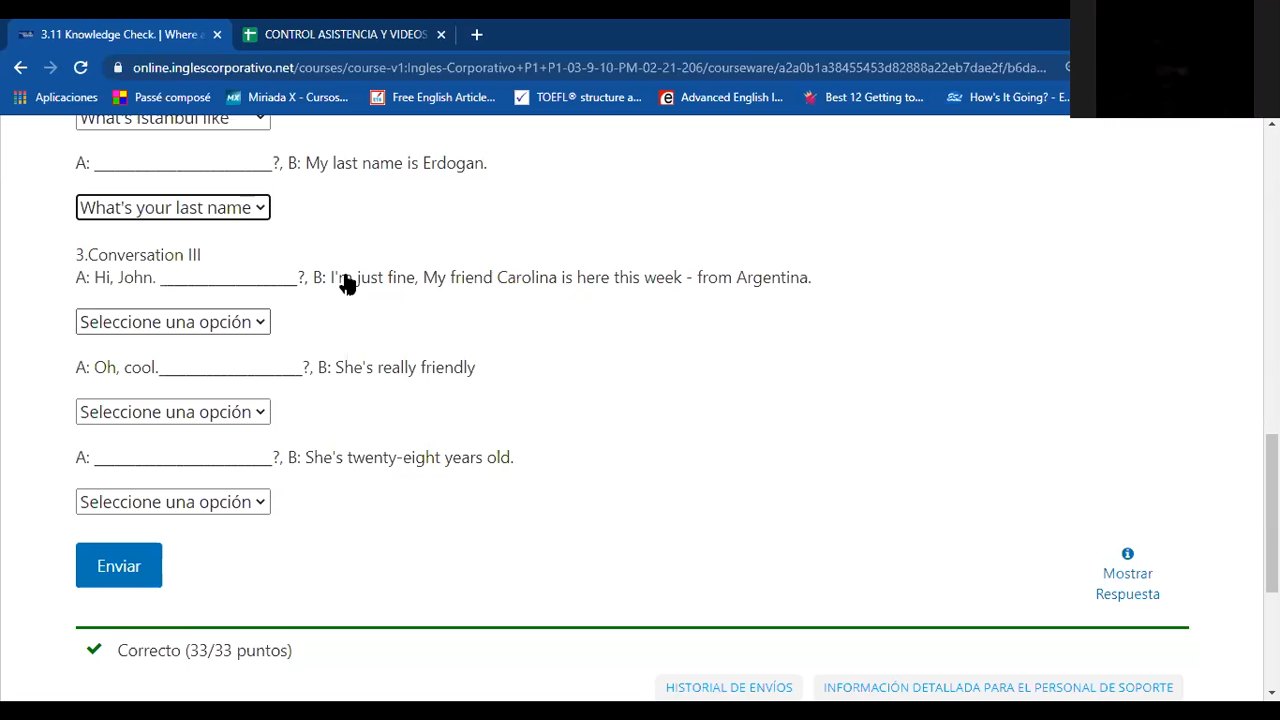 3.11 Knowledge Check. | Where a
CONTROL ASISTENCIA Y VIDEOS
online.inglescorporativo.net/courses/course-v1:Ingles-Corporativo+P1+P1-03-9-10-PM-02-21-206/courseware/a2a0b1a38455453d82888a22eb7dae2f/b6da...
Aplicaciones Passé composé Miriada X - Cursos... Free English Article... TOEFL® structure a... Advanced English I... Best 12 Getting to... How's It Going? - E...
What's Istanbul like
A: ______________________?, B: My last name is Erdogan.
What's your last name
3.Conversation III
A: Hi, John. _________________?, B: I'm just fine, My friend Carolina is here this week - from Argentina.
Seleccione una opción
A: Oh, cool.__________________?, B: She's really friendly
Seleccione una opción
A: ______________________?, B: She's twenty-eight years old.
Seleccione una opción
Enviar
Mostrar
Respuesta
Correcto (33/33 puntos)
HISTORIAL DE ENVÍOS INFORMACIÓN DETALLADA PARA EL PERSONAL DE SOPORTE